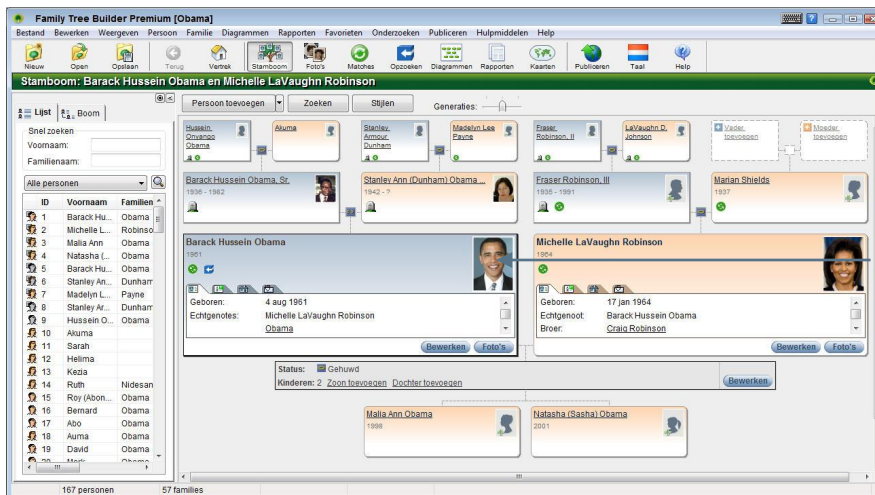 Family Tree Builder Premium [Obama]
Bestand Bewerken Weergeven Persoon Familie Diagrammen Rapporten Favorieten Onderzoeken Publiceren Hulpmiddelen Help
Nieuw Open Opslaan Terug Vertrek Stamboom Foto's Matches Opzoeken Diagrammen Rapporten Kaarten Publiceren Taal Help
Stamboom: Barack Hussein Obama en Michelle LaVaughn Robinson
Lijst Boom
Snel zoeken
Voornaam:
Familienaam:
Alle personen
ID Voornaam Familien
1 Barack Hu... Obama
2 Michelle L... Robinso
3 Malia Ann Obama
4 Natasha (... Obama
5 Barack Hu... Obama
6 Stanley An... Dunham
7 Madelyn L... Payne
8 Stanley Ar... Dunham
9 Hussein O... Obama
10 Akuma
11 Sarah
12 Helima
13 Kezia
14 Ruth Nidesan
15 Roy (Abon... Obama
16 Bernard Obama
17 Abo Obama
18 Auma Obama
19 David Obama
20 Mark Obama
Persoon toevoegen Zoeken Stijlen Generaties:
Hussein
Onyango
Obama
Akuma
Stanley
Armour
Dunham
Madelyn Lee
Payne
Fraser
Robinson, II
LaVaughn D.
Johnson
Vader
toevoegen
Moeder
toevoegen
Barack Hussein Obama, Sr.
1936 - 1982
Stanley Ann (Dunham) Obama ...
1942 - ?
Fraser Robinson, III
1935 - 1991
Marian Shields
1937
Barack Hussein Obama
1961
Geboren: 4 aug 1961
Echtgenotes: Michelle LaVaughn Robinson
Obama
Bewerken Foto's
Michelle LaVaughn Robinson
1964
Geboren: 17 jan 1964
Echtgenoot: Barack Hussein Obama
Broer: Craig Robinson
Bewerken Foto's
Status: Gehuwd
Kinderen: 2 Zoon toevoegen Dochter toevoegen
Bewerken
Malia Ann Obama
1998
Natasha (Sasha) Obama
2001
167 personen 57 families